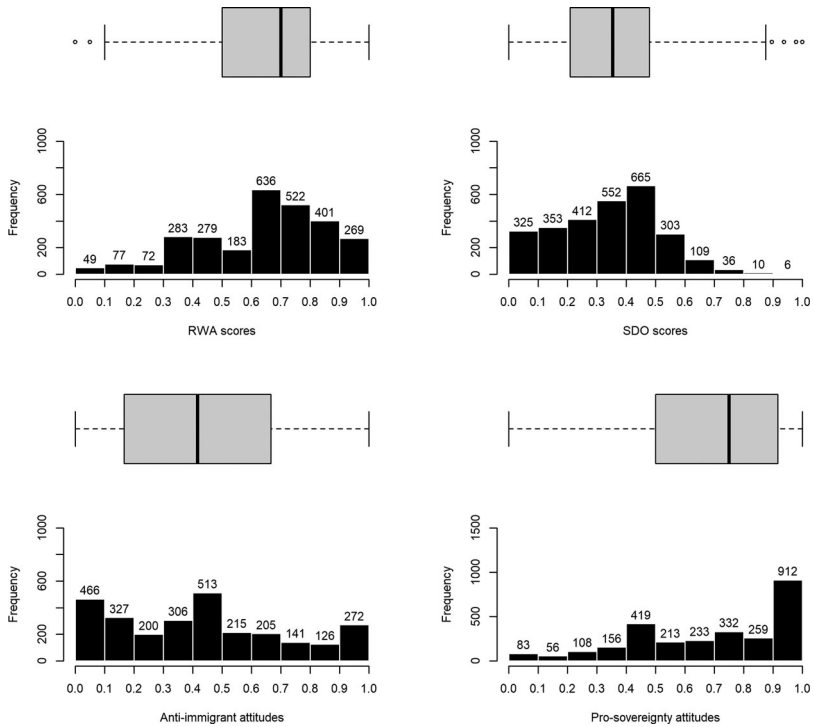 1000
600
200
0
Frequency
49 77 72 283 279 183 636 522 401 269
0.0 0.1 0.2 0.3 0.4 0.5 0.6 0.7 0.8 0.9 1.0
RWA scores
1000
600
200
0
Frequency
325 353 412 552 665 303 109 36 10 6
0.0 0.1 0.2 0.3 0.4 0.5 0.6 0.7 0.8 0.9 1.0
SDO scores
1000
600
200
0
Frequency
466 327 200 306 513 215 205 141 126 272
0.0 0.1 0.2 0.3 0.4 0.5 0.6 0.7 0.8 0.9 1.0
Anti-immigrant attitudes
1500
1000
500
0
Frequency
83 56 108 156 419 213 233 332 259 912
0.0 0.1 0.2 0.3 0.4 0.5 0.6 0.7 0.8 0.9 1.0
Pro-sovereignty attitudes